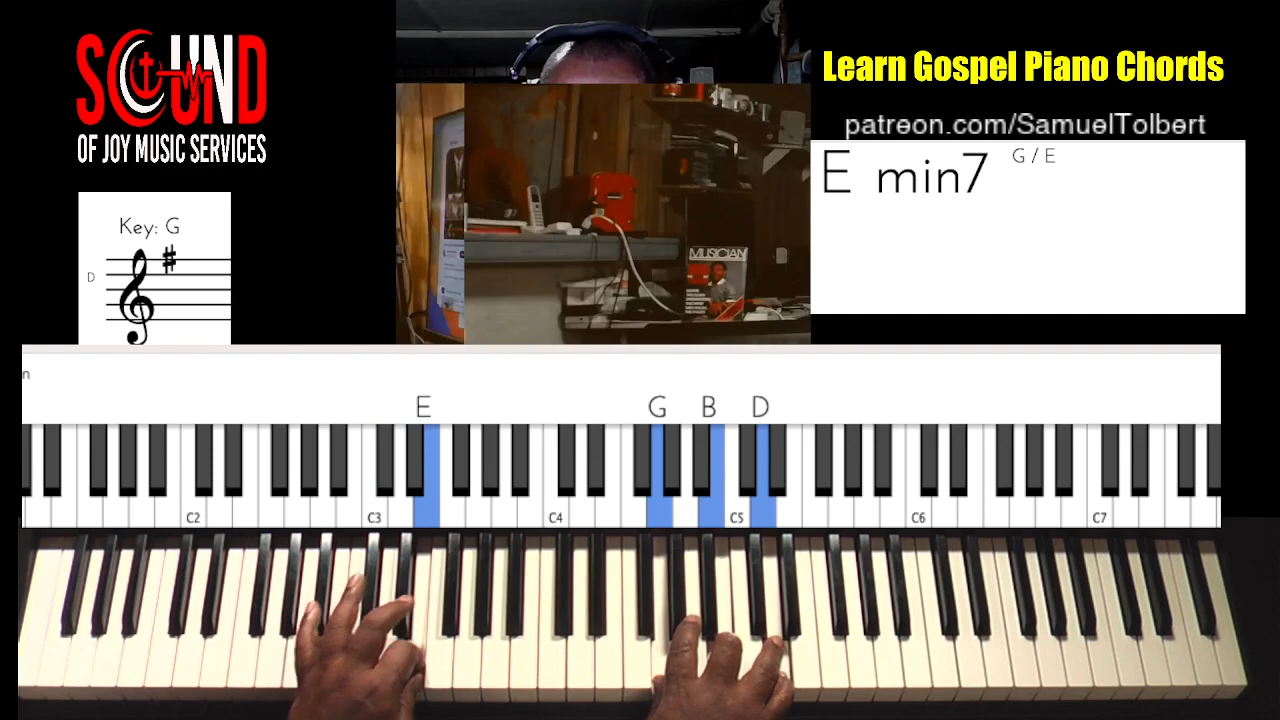 SOUND
OF JOY MUSIC SERVICES
Learn Gospel Piano Chords
patreon.com/SamuelTolbert
E min7 G / E
Key: G
D
MUSICIAN
n
E G B D
C2 C3 C4 C5 C6 C7